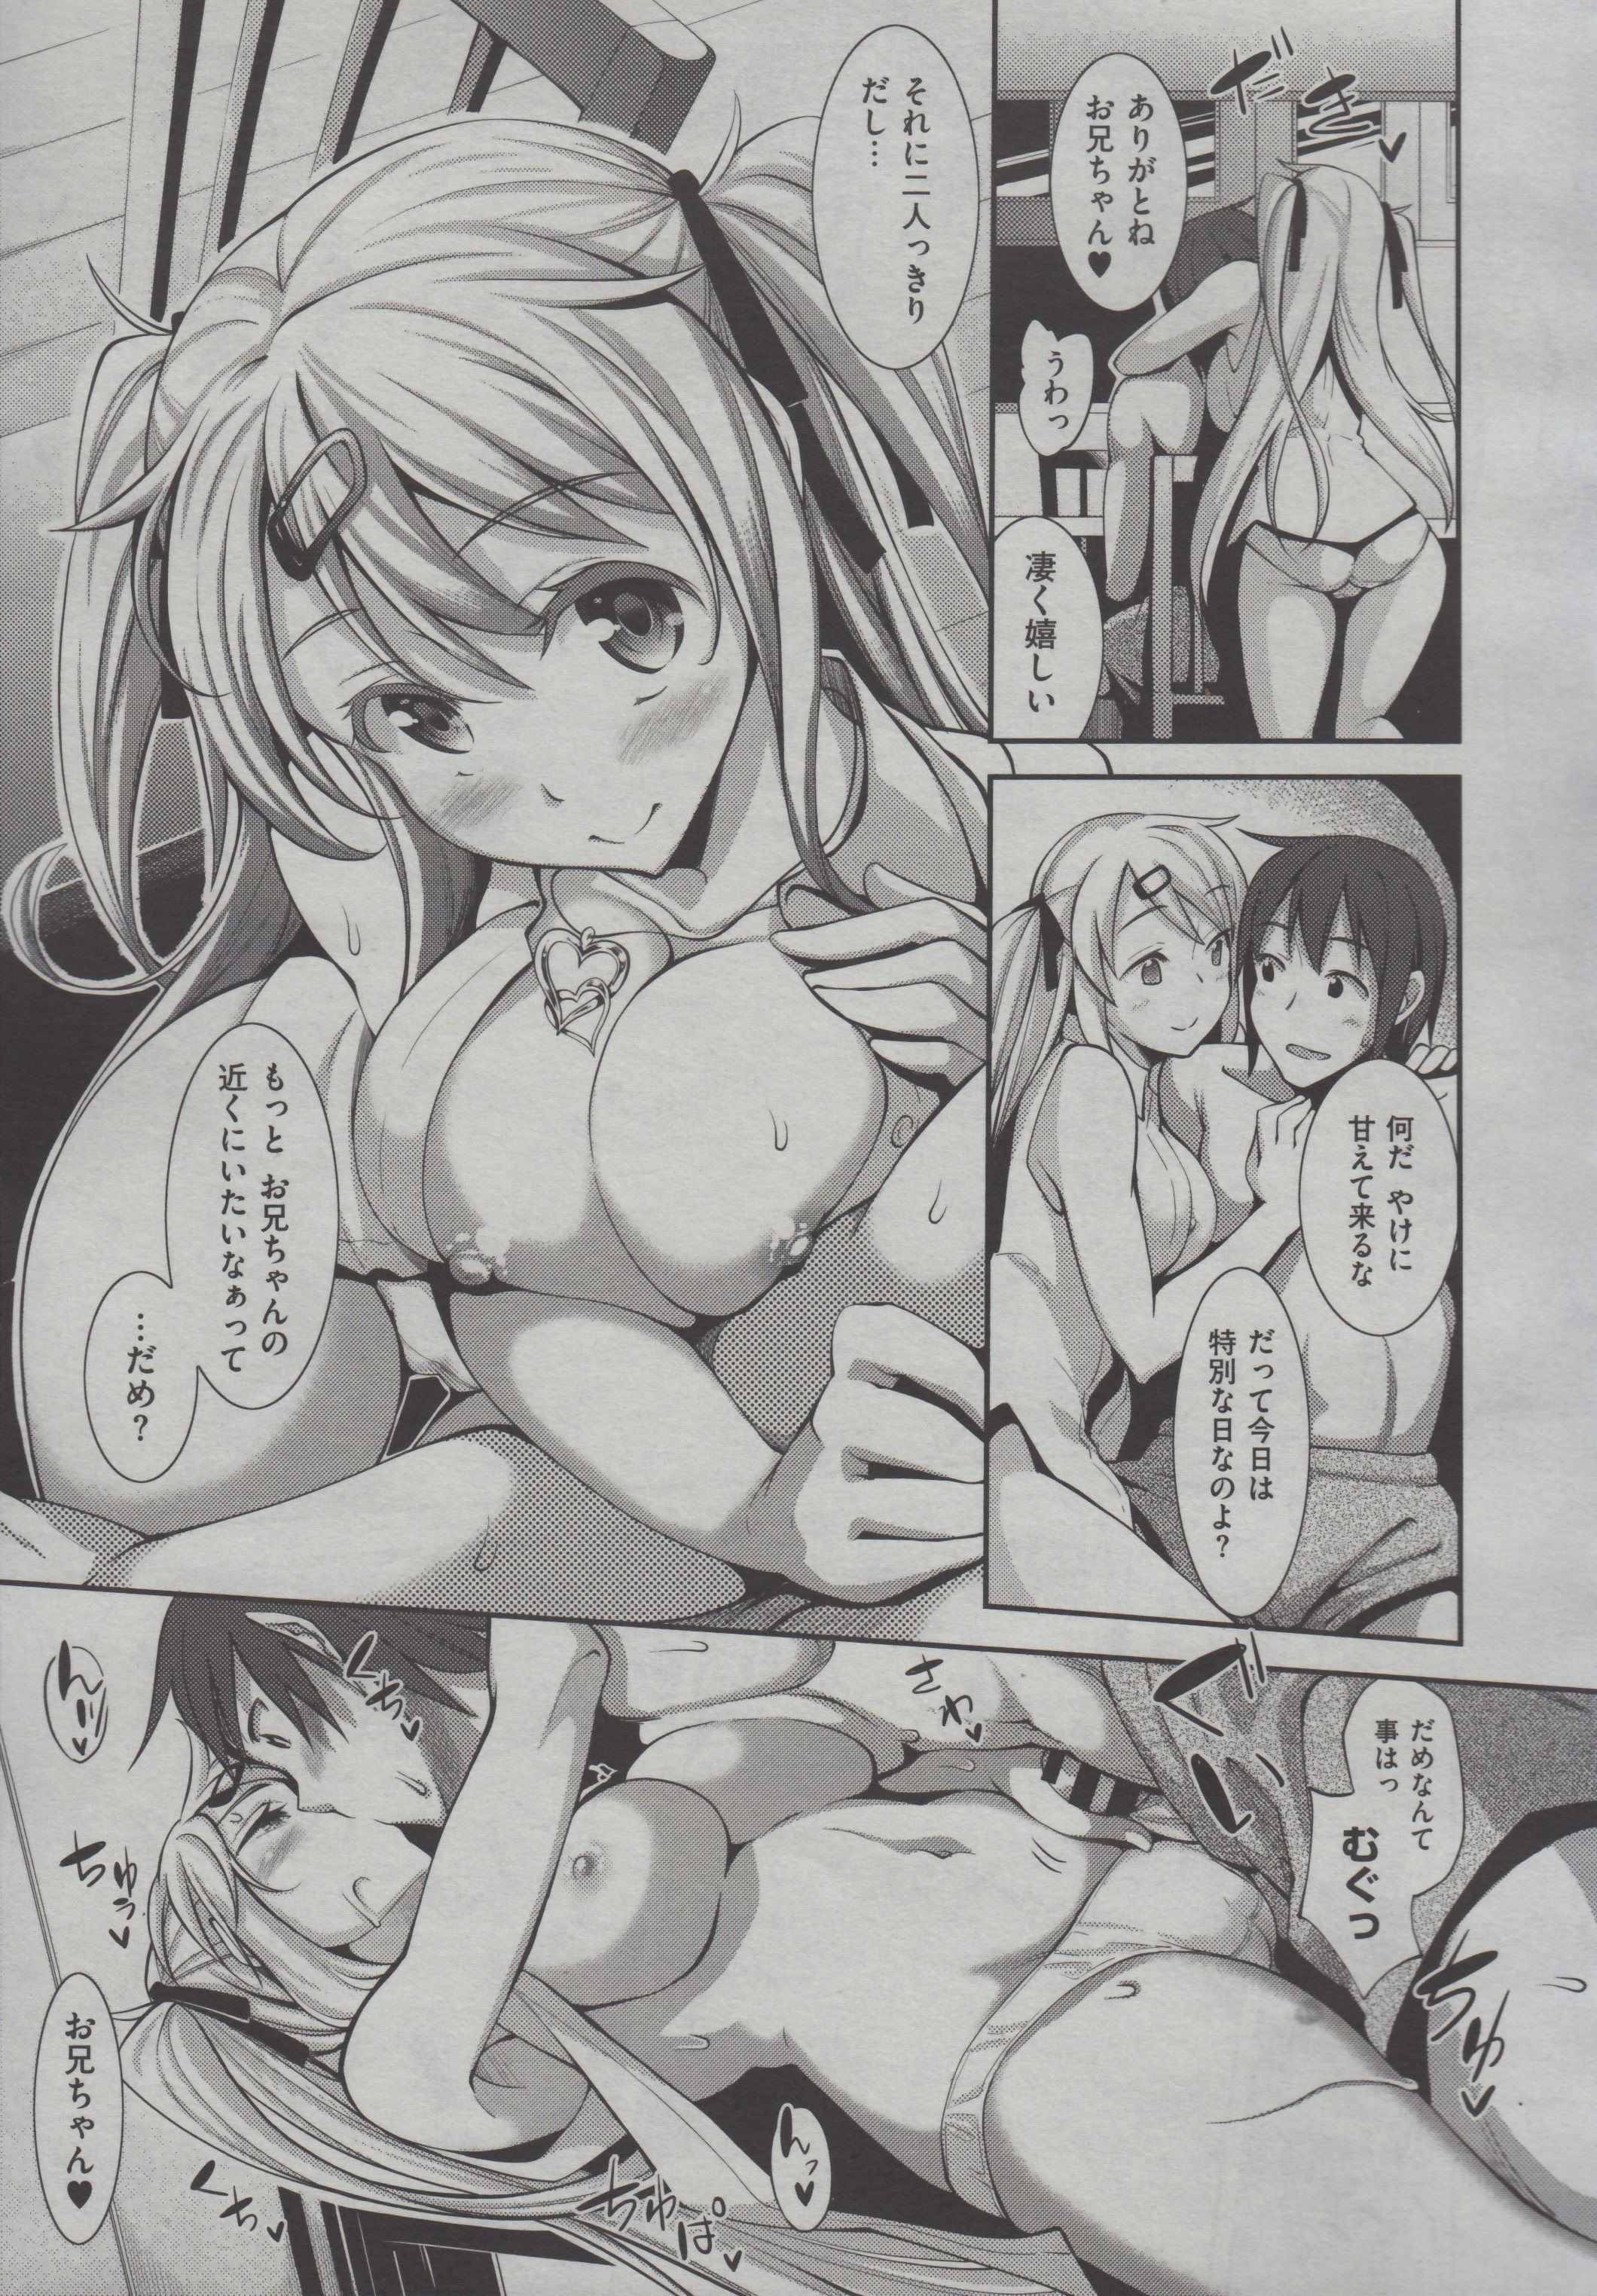 だきっ♥
ありがとね
お兄ちゃん♥
うわっ
凄く嬉しい
何だ やけに
甘えて来るな
だって今日は
特別な日なのよ?
それに二人っきり
だし…
もっと お兄ちゃんの
近くにいたいなぁって
…だめ?
だめなんて
事はっ
むぐっ
ぐいっ
ちゅ♥
さわ♥
くち♥
んーッ♥
ちゅう♥
んっ♥
ちゅぱ♥
くち♥
お兄ちゃん♥